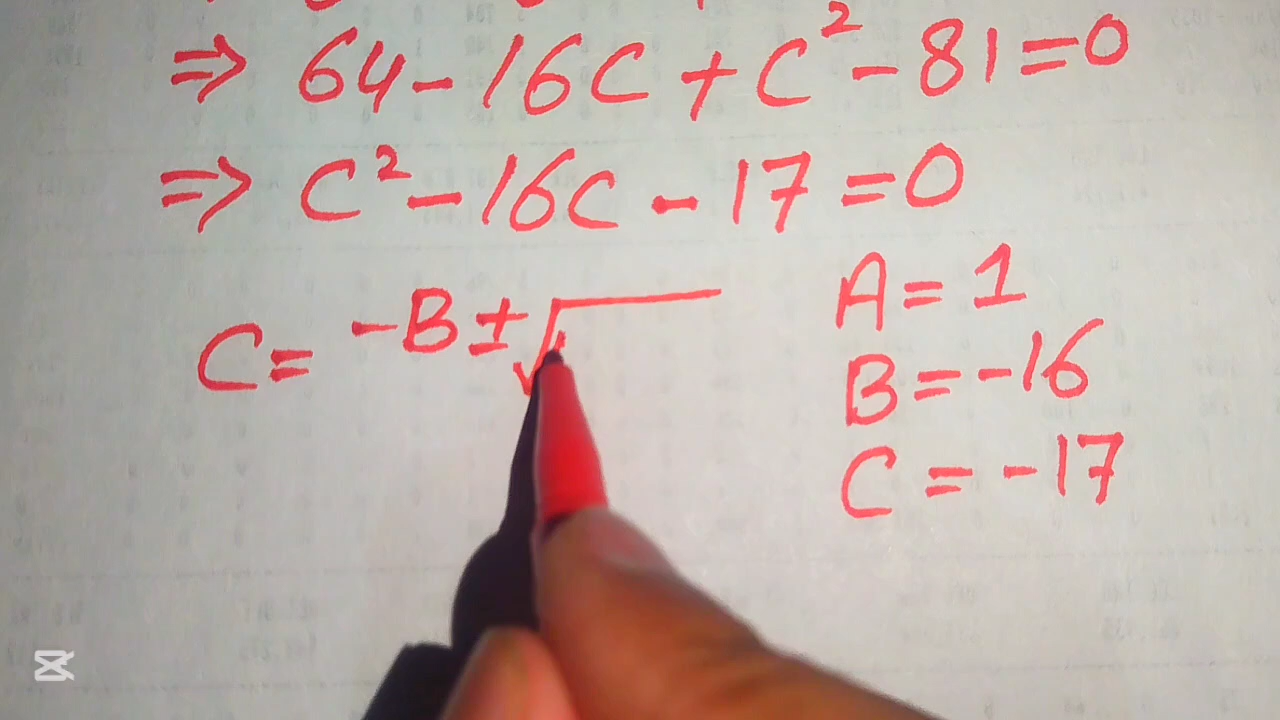 ⇒ 64 - 16C + C² - 81 = 0
⇒ C² - 16C - 17 = 0
C = -B ± √
A = 1
B = -16
C = -17